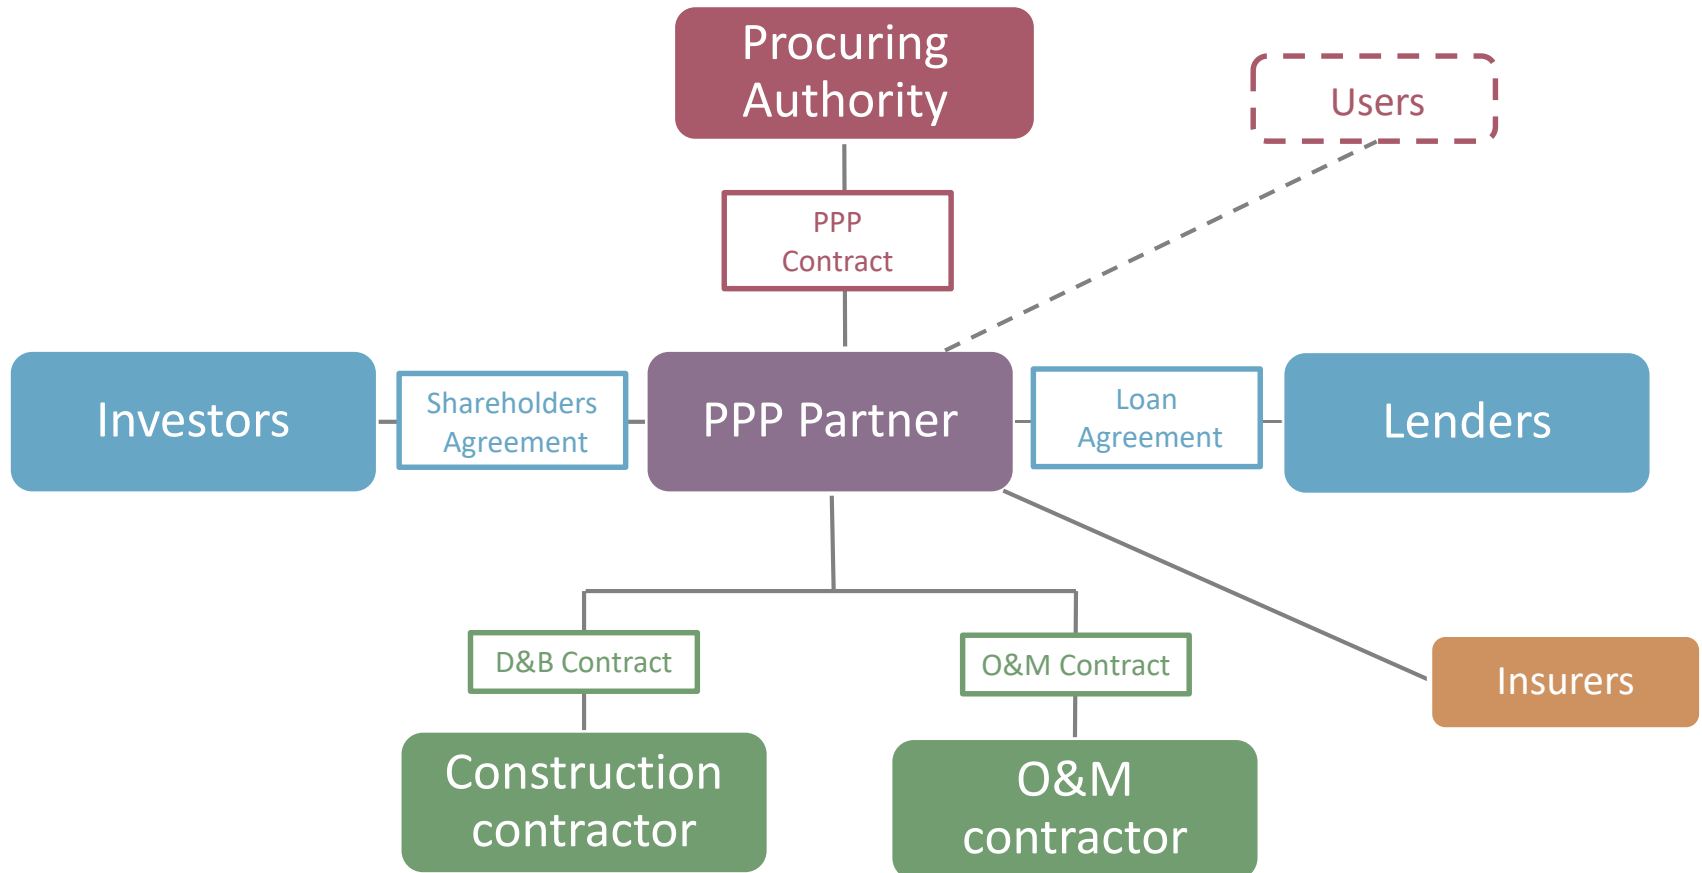 Procuring
Authority
Users
PPP
Contract
Investors
Shareholders
Agreement
PPP Partner
Loan
Agreement
Lenders
D&B Contract
O&M Contract
Insurers
Construction
contractor
O&M
contractor